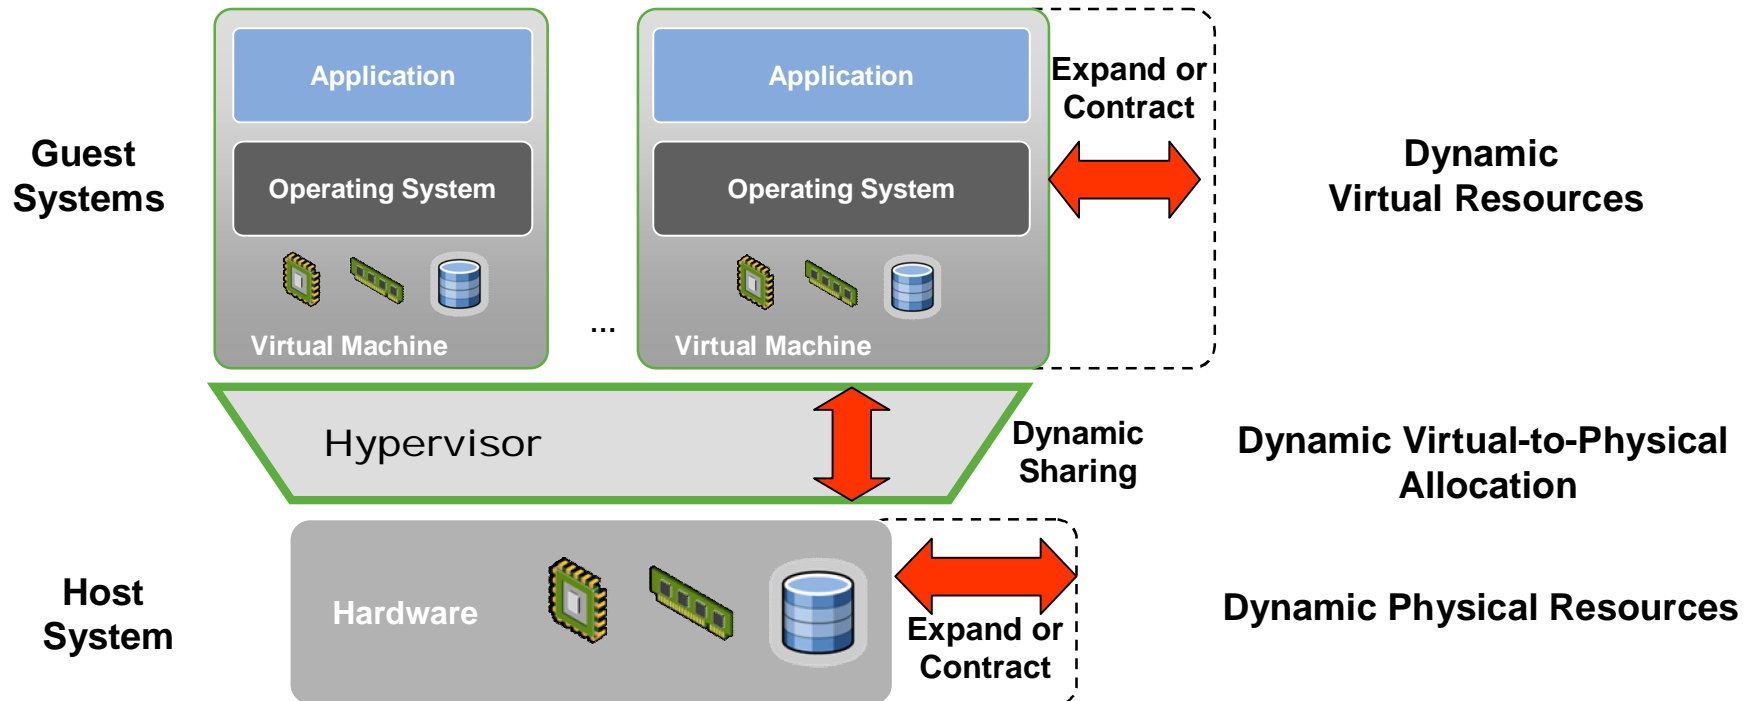 Application
Application
Expand or
Contract
Guest
Systems
Operating System
Operating System
Dynamic
Virtual Resources
Virtual Machine
...
Virtual Machine
Hypervisor
Dynamic
Sharing
Dynamic Virtual-to-Physical
Allocation
Host
System
Hardware
Expand or
Contract
Dynamic Physical Resources